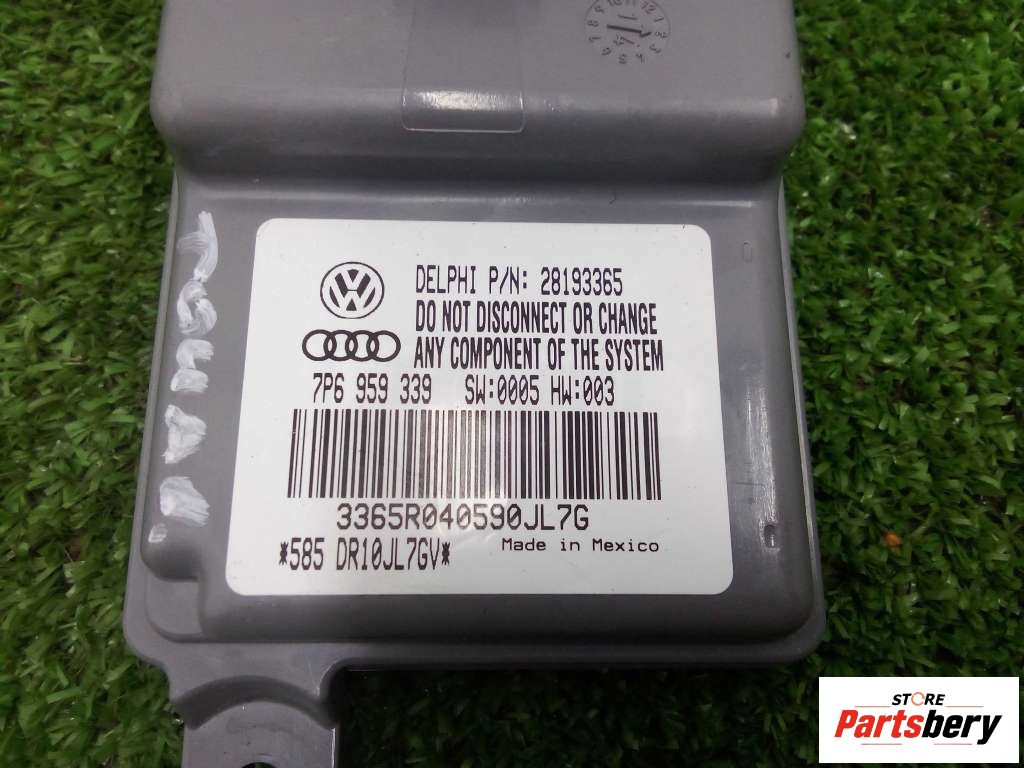 DELPHI P/N: 28193365
DO NOT DISCONNECT OR CHANGE
ANY COMPONENT OF THE SYSTEM
7P6 959 339 SW:0005 HW:003
3365R040590JL7G
*585 DR10JL7GV*
Made in Mexico
STORE
Partsbery